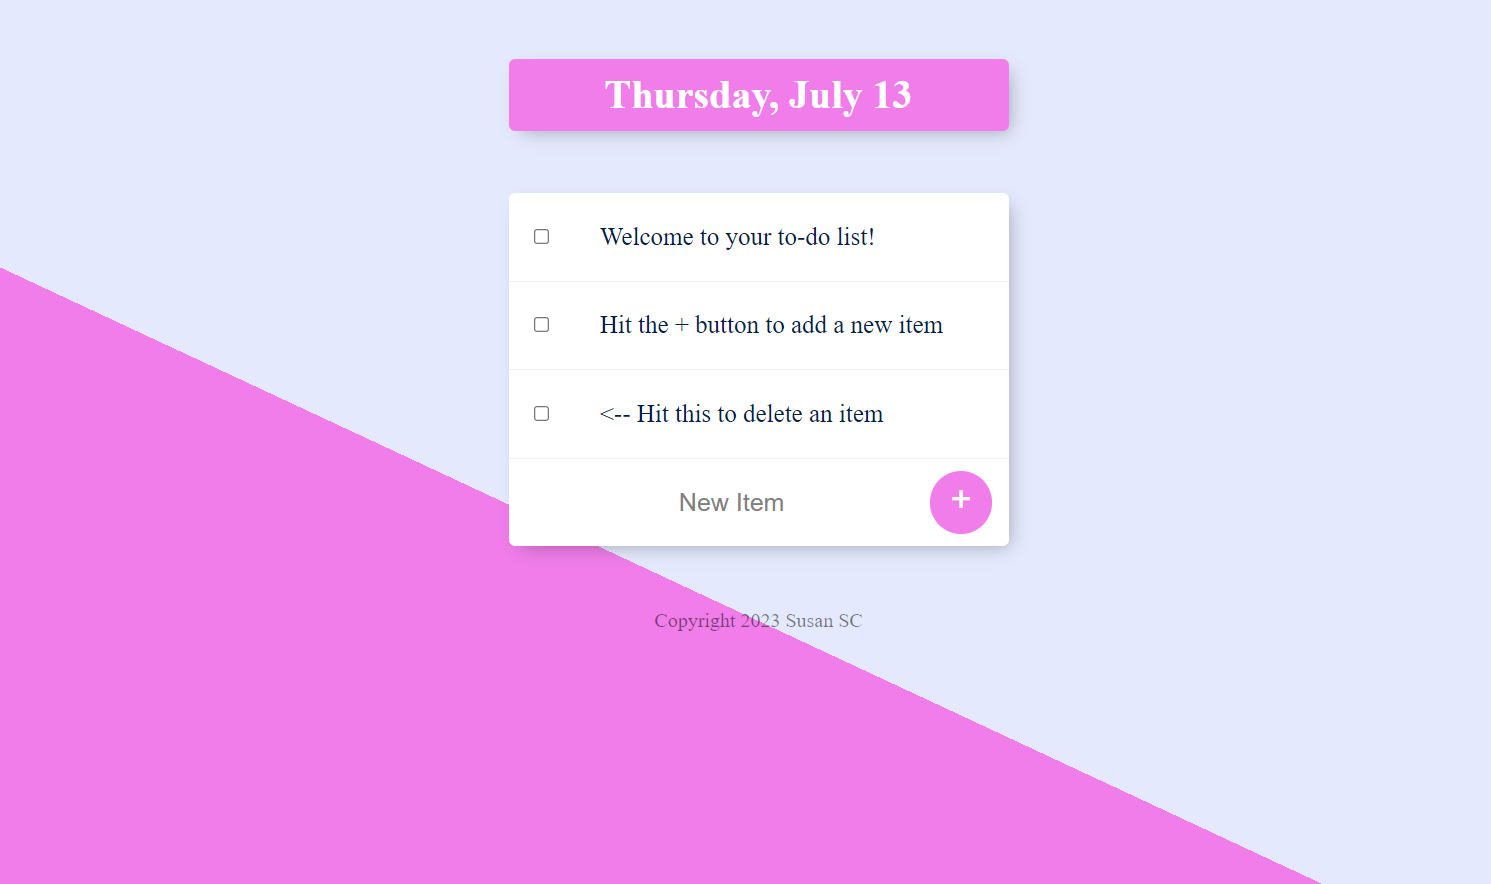 Thursday, July 13
Welcome to your to-do list!
Hit the + button to add a new item
<-- Hit this to delete an item
New Item
+
Copyright 2023 Susan SC